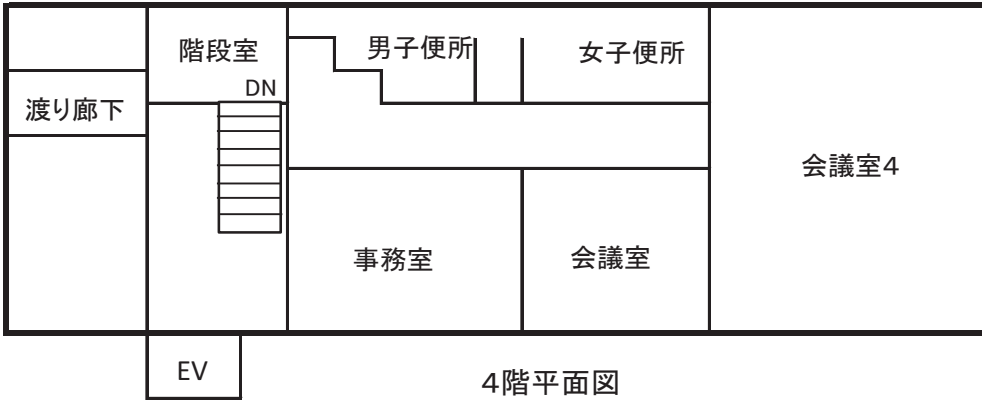 階段室
男子便所
女子便所
DN
渡り廊下
会議室4
事務室
会議室
EV
4階平面図